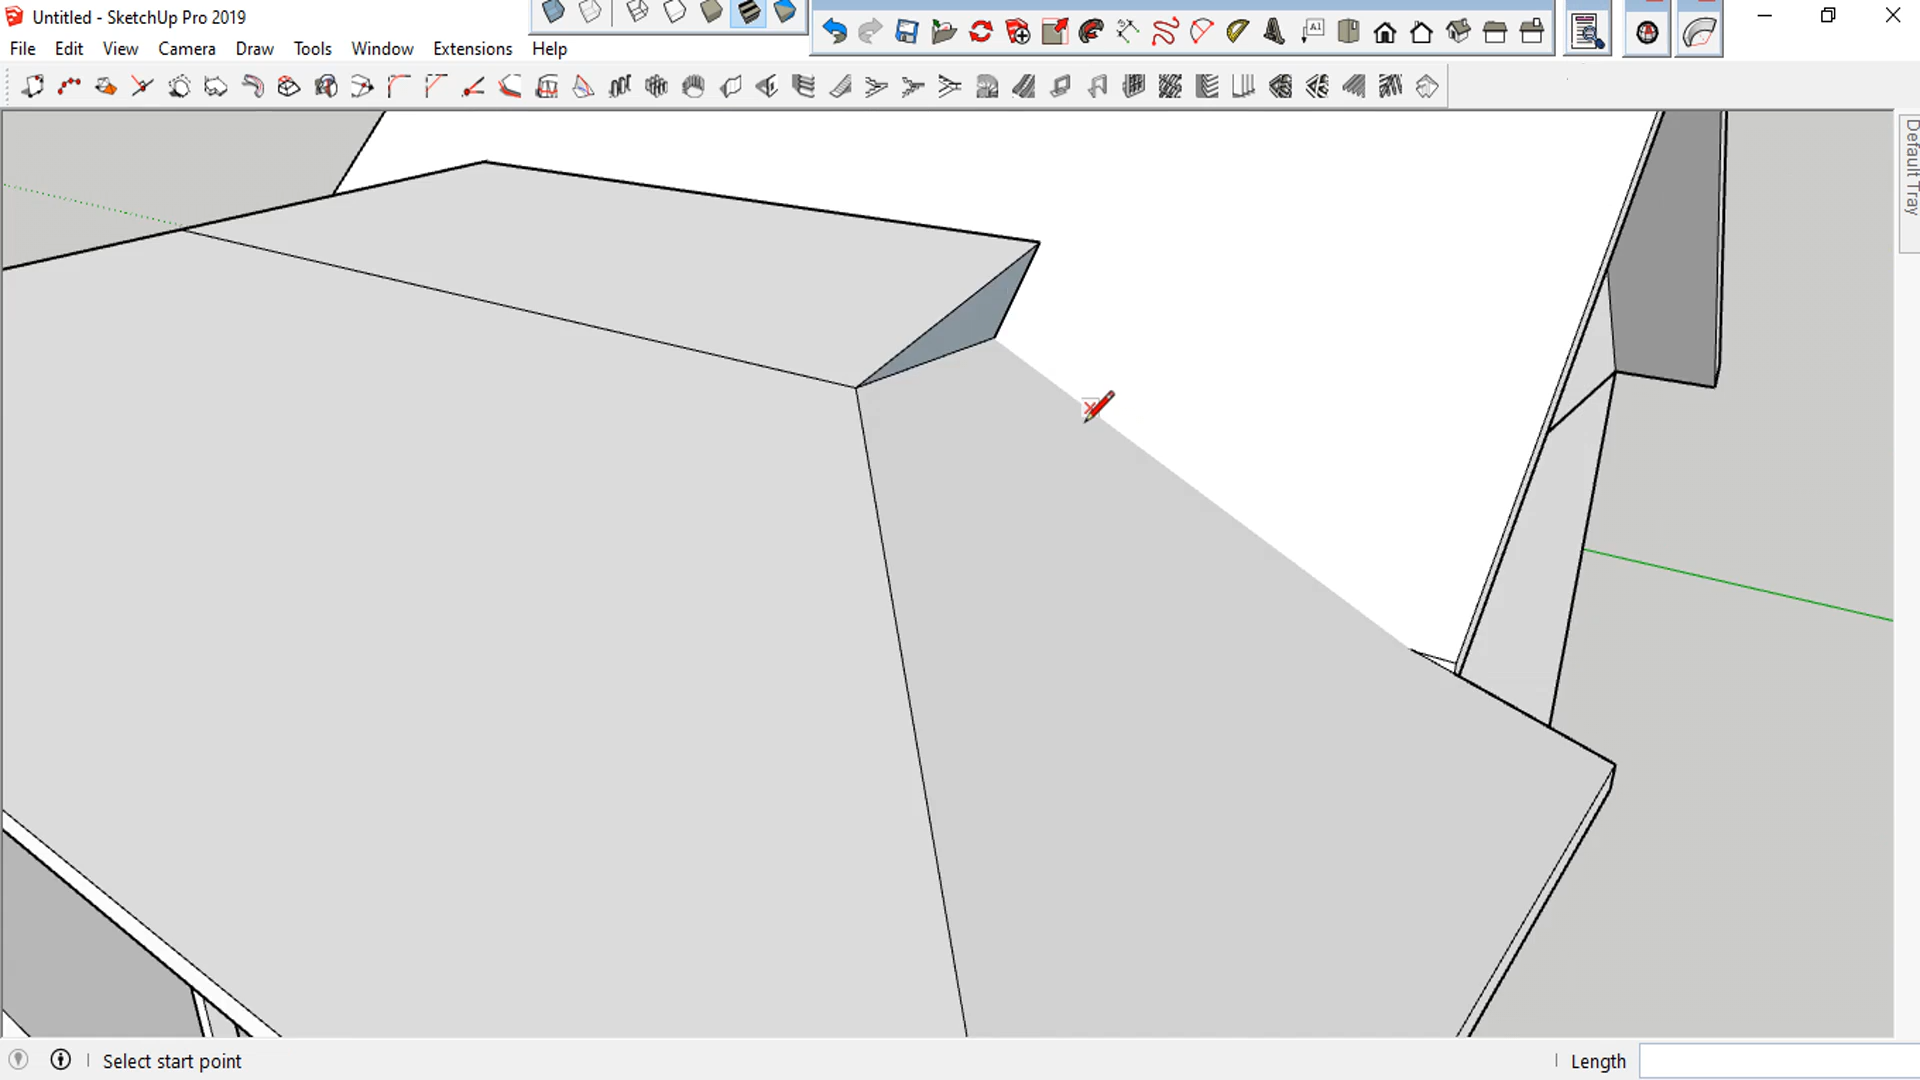 Untitled - SketchUp Pro 2019
File Edit View Camera Draw Tools Window Extensions Help
A1
Default Tray
Select start point
Length